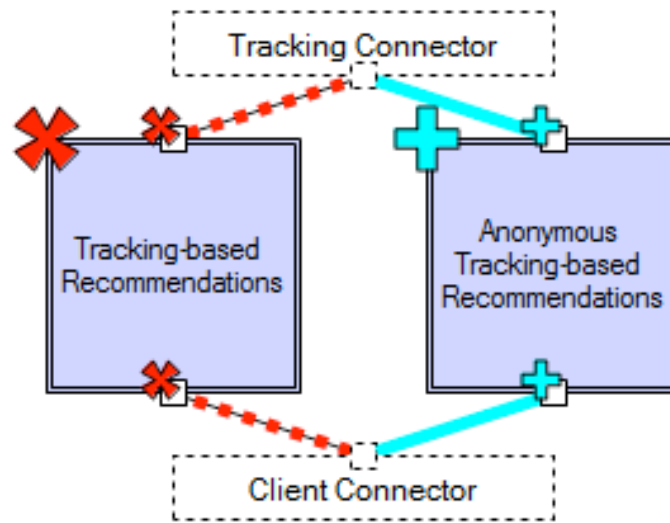 Tracking Connector
Tracking-based
Recommendations
Anonymous
Tracking-based
Recommendations
Client Connector